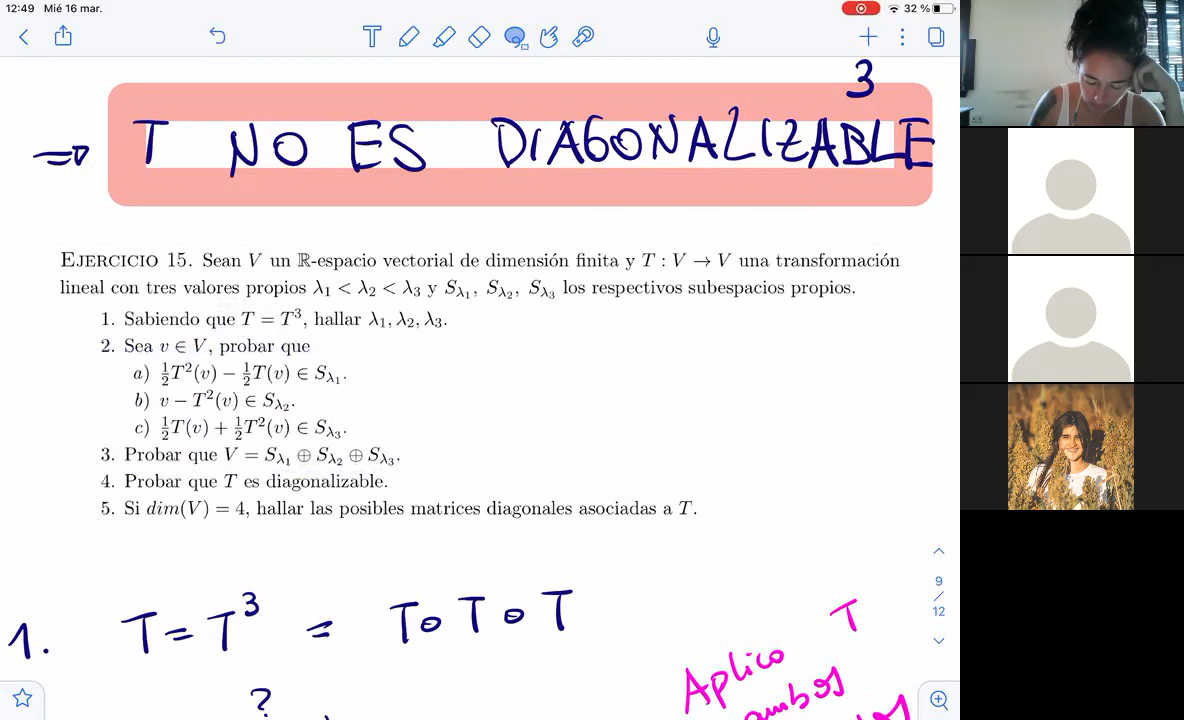 12:49 Mié 16 mar.
32 %
3
⇒ T NO ES DIAGONALIZABLE
EJERCICIO 15. Sean V un ℝ-espacio vectorial de dimensión finita y T : V → V una transformación
lineal con tres valores propios λ₁ < λ₂ < λ₃ y S_λ₁, S_λ₂, S_λ₃ los respectivos subespacios propios.
1. Sabiendo que T = T³, hallar λ₁, λ₂, λ₃.
2. Sea v ∈ V, probar que
a) ½T²(v) − ½T(v) ∈ S_λ₁.
b) v − T²(v) ∈ S_λ₂.
c) ½T(v) + ½T²(v) ∈ S_λ₃.
3. Probar que V = S_λ₁ ⊕ S_λ₂ ⊕ S_λ₃.
4. Probar que T es diagonalizable.
5. Si dim(V) = 4, hallar las posibles matrices diagonales asociadas a T.
9
/
12
1. T = T³ = T∘T∘T
T
Aplico
ambos
?